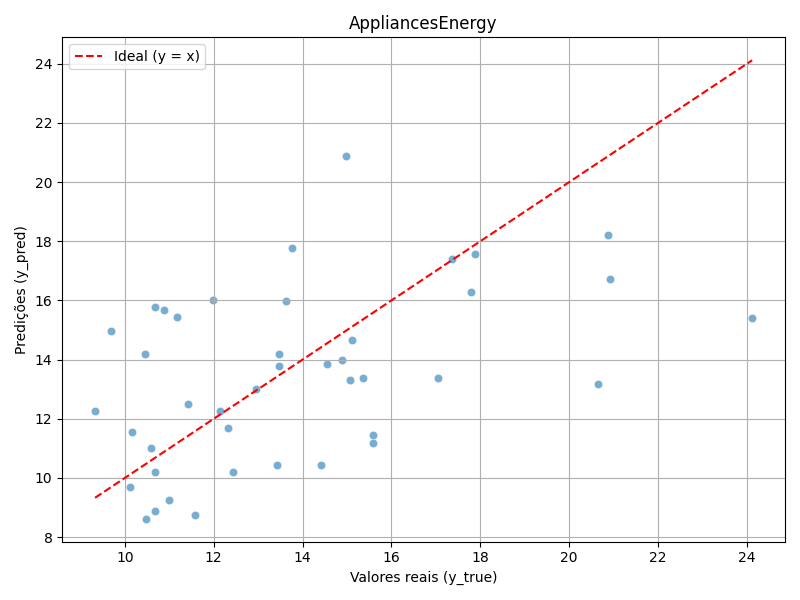 AppliancesEnergy
Ideal (y = x)
24
22
20
18
16
14
12
10
8
Predições (y_pred)
10 12 14 16 18 20 22 24
Valores reais (y_true)